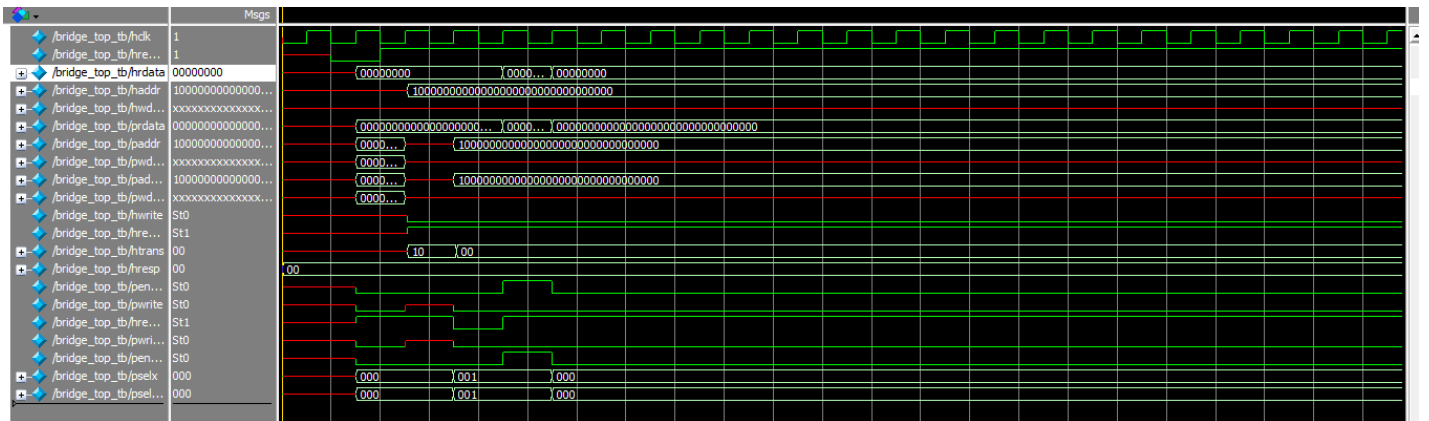 Msgs
/bridge_top_tb/hclk 1
/bridge_top_tb/hre... 1
/bridge_top_tb/hrdata 00000000 00000000 0000... 00000000
/bridge_top_tb/haddr 10000000000000... 10000000000000000000000000000000
/bridge_top_tb/hwd... xxxxxxxxxxxxxx...
/bridge_top_tb/prdata 00000000000000... 0000000000000000000... 0000... 00000000000000000000000000000000
/bridge_top_tb/paddr 10000000000000... 0000... 10000000000000000000000000000000
/bridge_top_tb/pwd... xxxxxxxxxxxxxx... 0000...
/bridge_top_tb/pad... 10000000000000... 0000... 10000000000000000000000000000000
/bridge_top_tb/pwd... xxxxxxxxxxxxxx... 0000...
/bridge_top_tb/hwrite St0
/bridge_top_tb/hre... St1
/bridge_top_tb/htrans 00 10 00
/bridge_top_tb/hresp 00 00
/bridge_top_tb/pen... St0
/bridge_top_tb/pwrite St0
/bridge_top_tb/hre... St1
/bridge_top_tb/pwri... St0
/bridge_top_tb/pen... St0
/bridge_top_tb/pselx 000 000 001 000
/bridge_top_tb/psel... 000 000 001 000